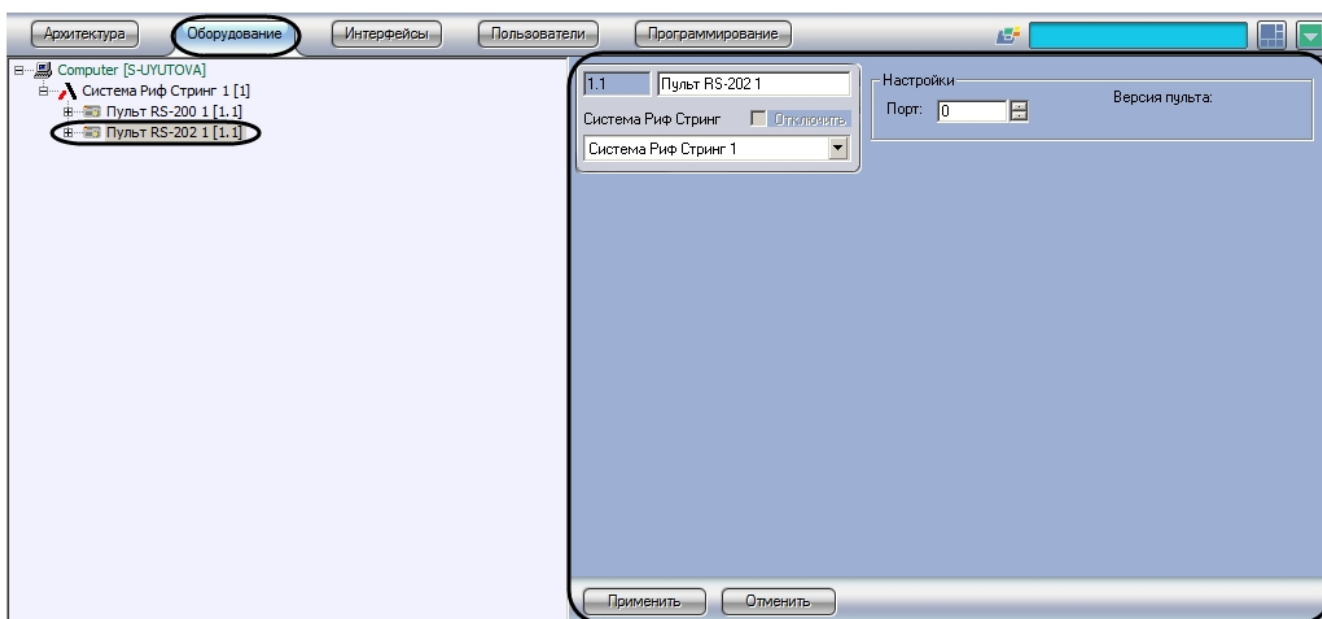 Архитектура Оборудование Интерфейсы Пользователи Программирование
Computer [S-UYUTOVA]
Система Риф Стринг 1 [1]
Пульт RS-200 1 [1.1]
Пульт RS-202 1 [1.1]
1.1 Пульт RS-202 1
Система Риф Стринг Отключить
Система Риф Стринг 1
Настройки
Порт: 0 Версия пульта:
Применить Отменить